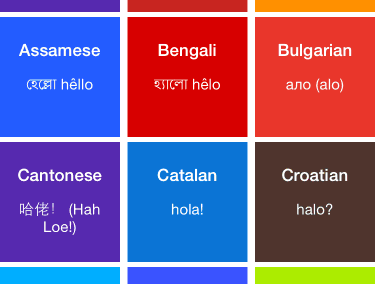 Assamese
হেল্লো hêllo
Bengali
হ্যালো hêlo
Bulgarian
ало (alo)
Cantonese
哈佬! (Hah
Loe!)
Catalan
hola!
Croatian
halo?